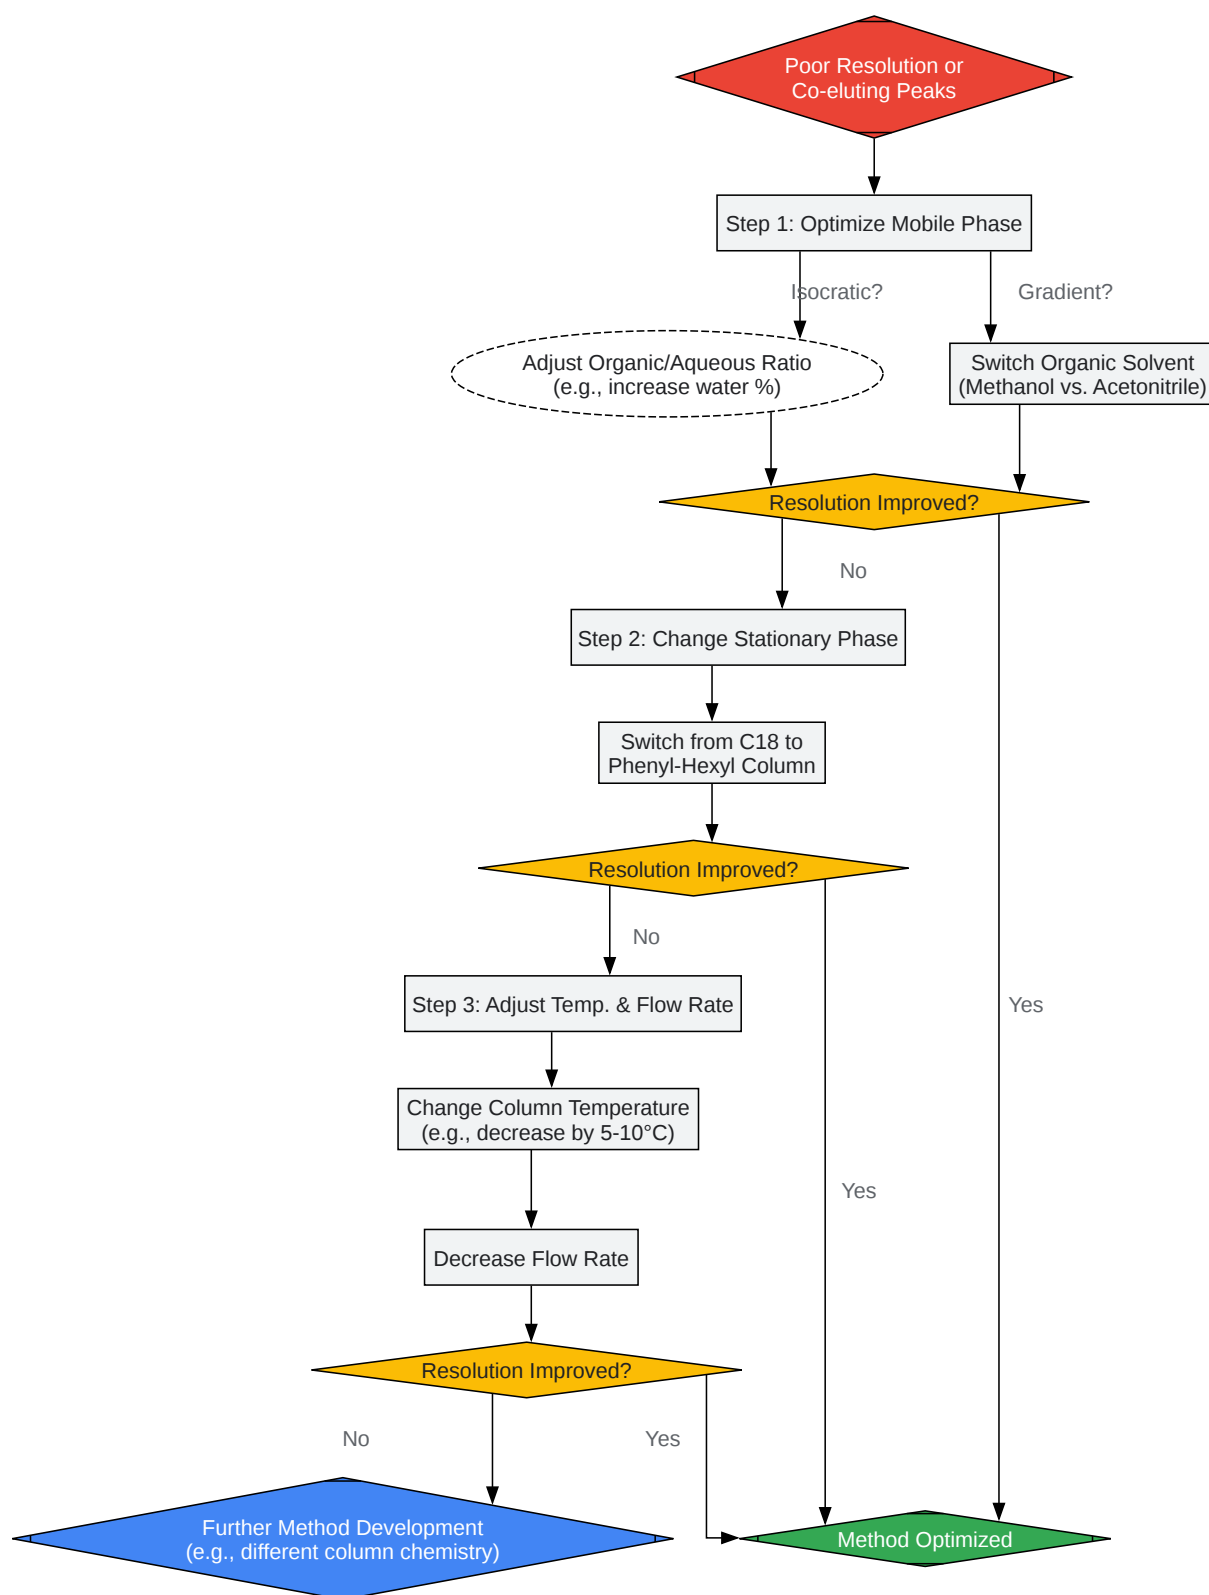 Poor Resolution or
Co-eluting Peaks
Step 1: Optimize Mobile Phase
Isocratic?
Gradient?
Adjust Organic/Aqueous Ratio
(e.g., increase water %)
Switch Organic Solvent
(Methanol vs. Acetonitrile)
Resolution Improved?
No
Step 2: Change Stationary Phase
Switch from C18 to
Phenyl-Hexyl Column
Resolution Improved?
No
Step 3: Adjust Temp. & Flow Rate
Yes
Change Column Temperature
(e.g., decrease by 5-10°C)
Yes
Decrease Flow Rate
Resolution Improved?
No
Yes
Further Method Development
(e.g., different column chemistry)
Method Optimized